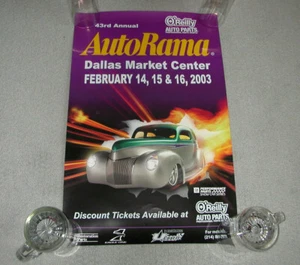 43rd Annual
O'Reilly
AUTO PARTS
AutoRama
Dallas Market Center
FEBRUARY 14, 15 & 16, 2003
O'Reilly
AUTO PARTS
Discount Tickets Available at